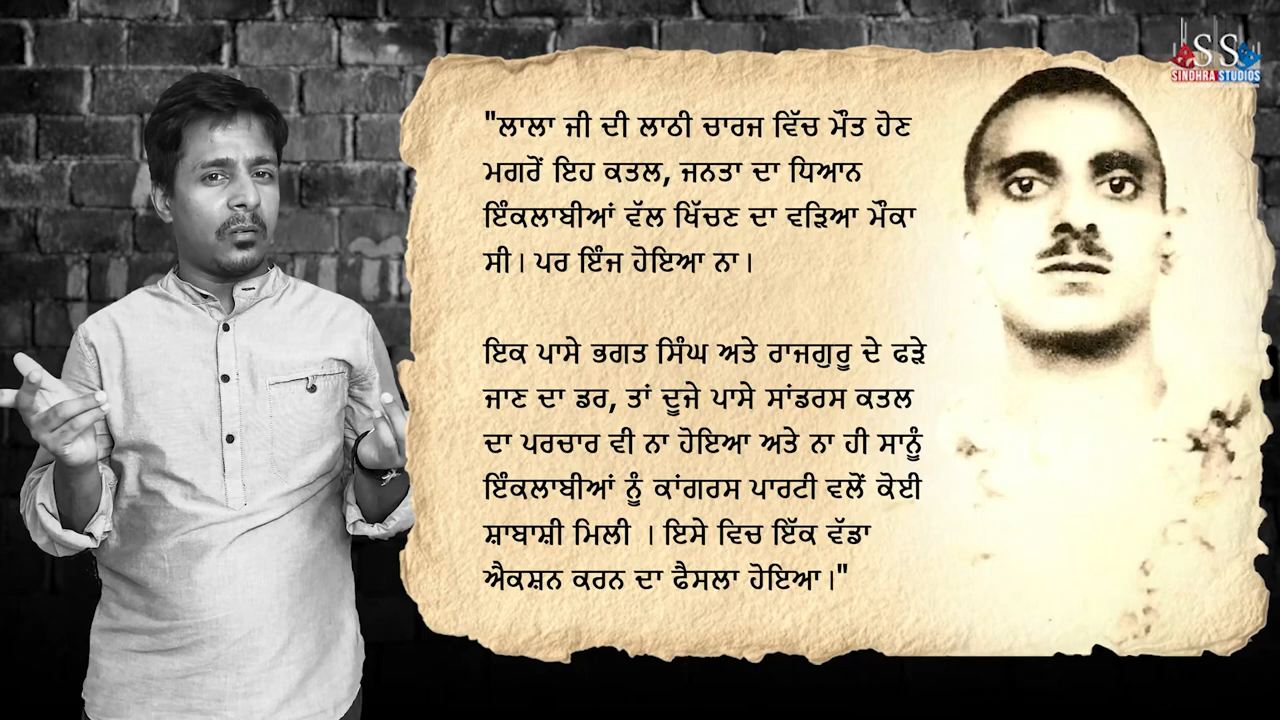 SS
SINDHRA STUDIOS
"ਲਾਲਾ ਜੀ ਦੀ ਲਾਠੀ ਚਾਰਜ ਵਿੱਚ ਮੌਤ ਹੋਣ
ਮਗਰੋਂ ਇਹ ਕਤਲ, ਜਨਤਾ ਦਾ ਧਿਆਨ
ਇੰਕਲਾਬੀਆਂ ਵੱਲ ਖਿੱਚਣ ਦਾ ਵੜਿਆ ਮੌਕਾ
ਸੀ। ਪਰ ਇੰਜ ਹੋਇਆ ਨਾ।
ਇਕ ਪਾਸੇ ਭਗਤ ਸਿੰਘ ਅਤੇ ਰਾਜਗੁਰੂ ਦੇ ਫੜੇ
ਜਾਣ ਦਾ ਡਰ, ਤਾਂ ਦੂਜੇ ਪਾਸੇ ਸਾਂਡਰਸ ਕਤਲ
ਦਾ ਪਰਚਾਰ ਵੀ ਨਾ ਹੋਇਆ ਅਤੇ ਨਾ ਹੀ ਸਾਨੂੰ
ਇੰਕਲਾਬੀਆਂ ਨੂੰ ਕਾਂਗਰਸ ਪਾਰਟੀ ਵਲੋਂ ਕੋਈ
ਸ਼ਾਬਾਸ਼ੀ ਮਿਲੀ । ਇਸੇ ਵਿਚ ਇੱਕ ਵੱਡਾ
ਐਕਸ਼ਨ ਕਰਨ ਦਾ ਫੈਸਲਾ ਹੋਇਆ।"